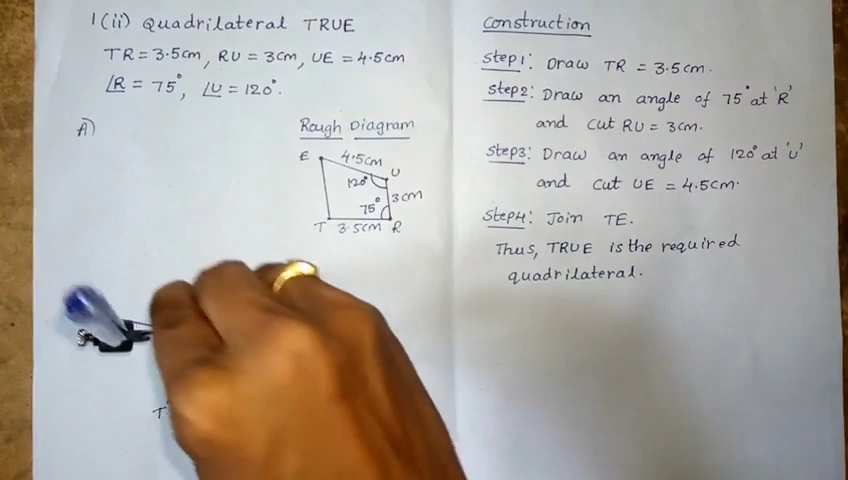 1(ii) Quadrilateral TRUE
TR = 3.5cm, RU = 3cm, UE = 4.5cm
∠R = 75°, ∠U = 120°.
A)
Rough Diagram
E 4.5cm U
120°
3cm
75°
T 3.5cm R
T
Construction
Step1: Draw TR = 3.5cm.
Step2: Draw an angle of 75° at 'R'
and cut RU = 3cm.
Step3: Draw an angle of 120° at 'U'
and cut UE = 4.5cm.
Step4: Join TE.
Thus, TRUE is the required
quadrilateral.